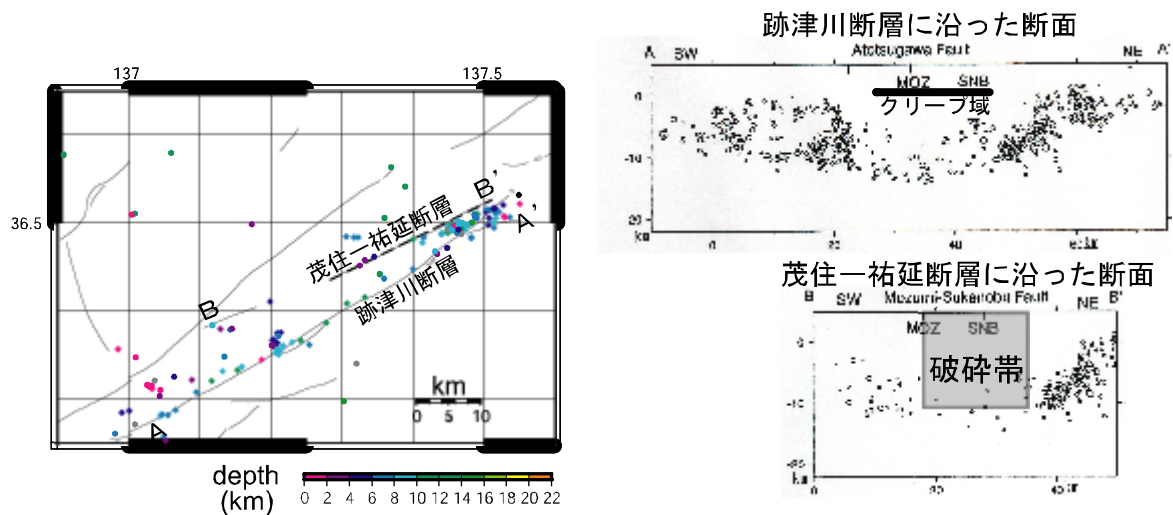 137
137.5
36.5
B'
A'
茂住ー祐延断層
跡津川断層
B
A
km
0 5 10
depth
(km)
0 2 4 6 8 10 12 14 16 18 20 22
跡津川断層に沿った断面
A SW Atotsugawa Fault NE A'
MOZ SNB
クリープ域
0
-10
km
0 20 40
茂住ー祐延断層に沿った断面
B SW Mozumi-Sukenobu Fault NE B'
MOZ SNB
破砕帯
-10
km
0 20